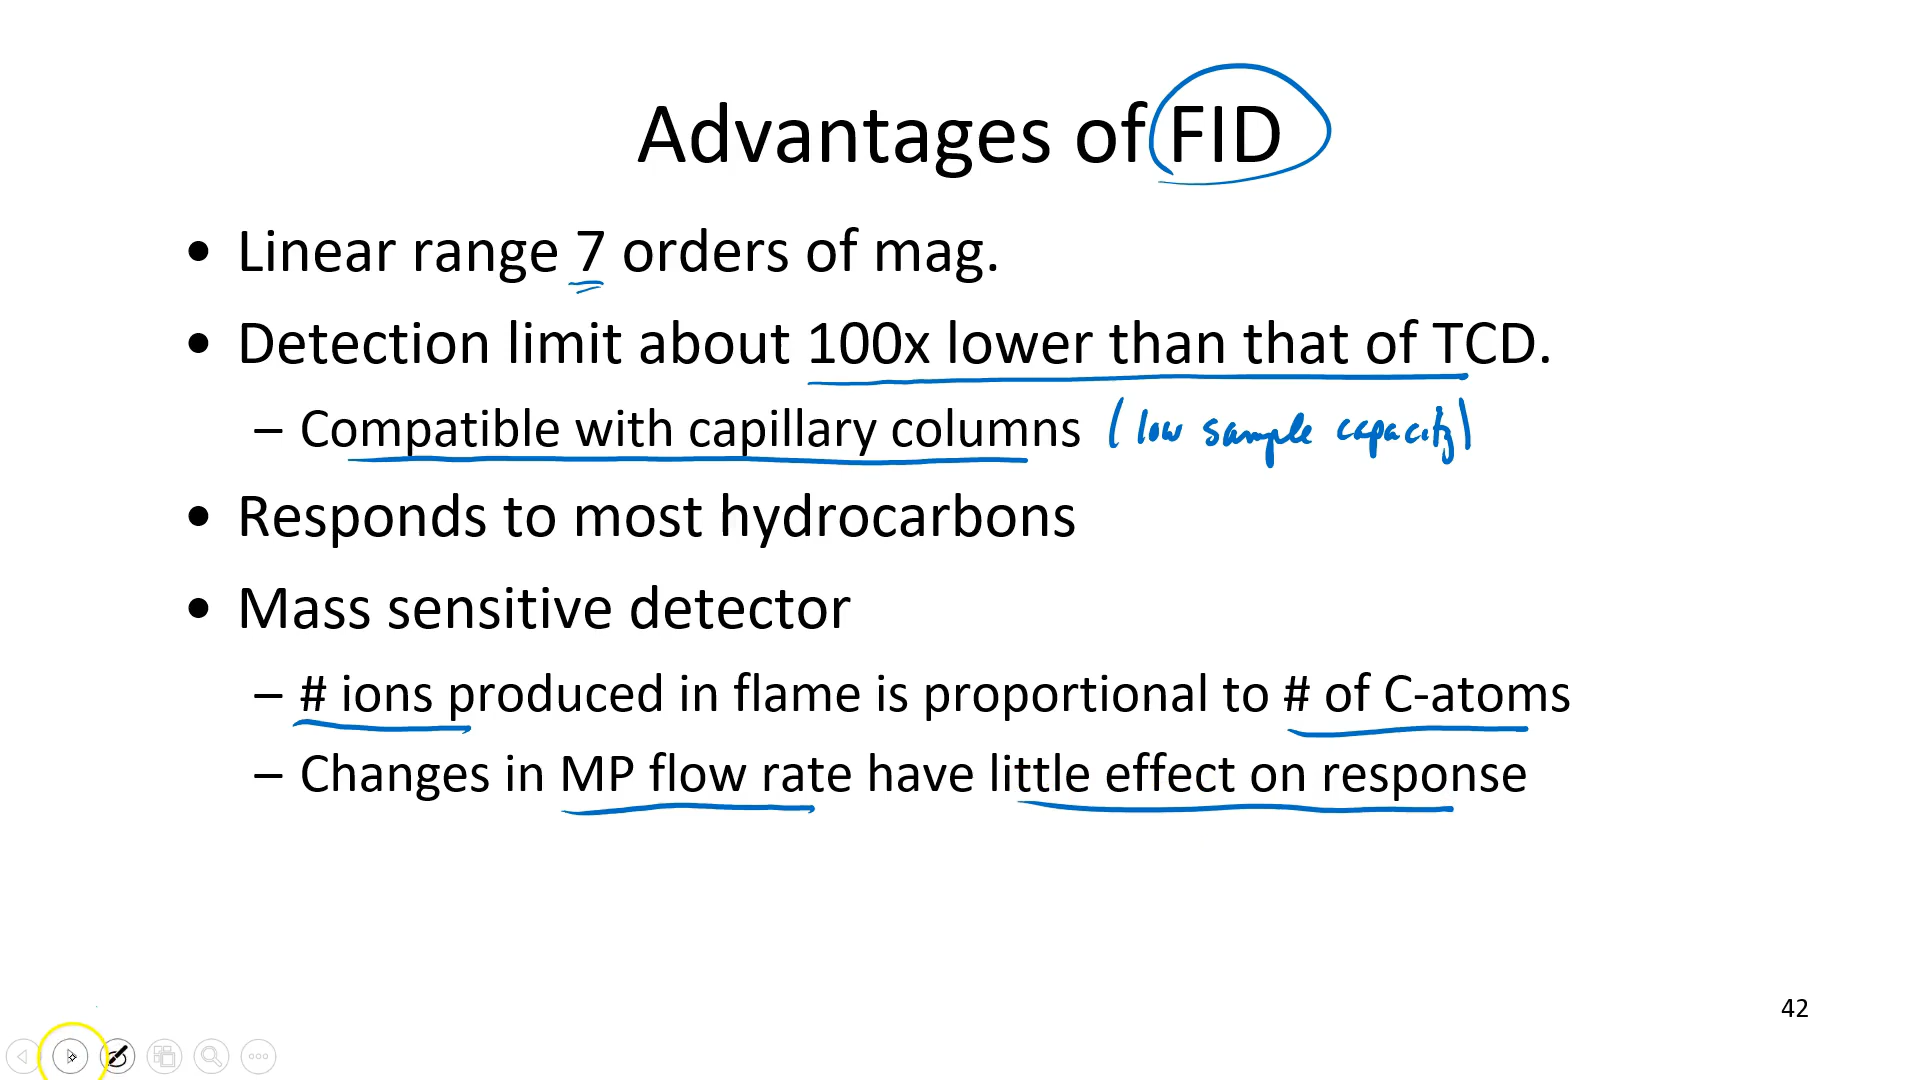 Advantages of FID
• Linear range 7 orders of mag.
• Detection limit about 100x lower than that of TCD.
– Compatible with capillary columns (low sample capacity)
• Responds to most hydrocarbons
• Mass sensitive detector
– # ions produced in flame is proportional to # of C-atoms
– Changes in MP flow rate have little effect on response
42